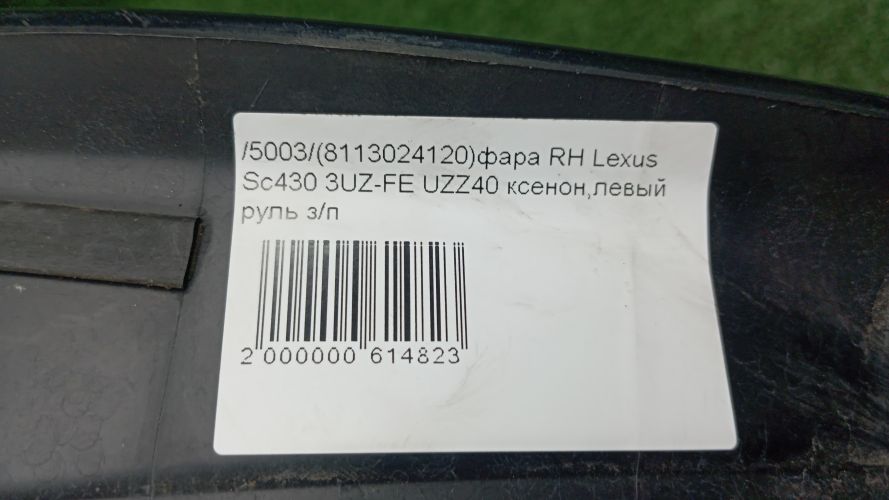 /5003/(8113024120)фара RH Lexus
Sc430 3UZ-FE UZZ40 ксенон,левый
руль з/п
2 000000 614823